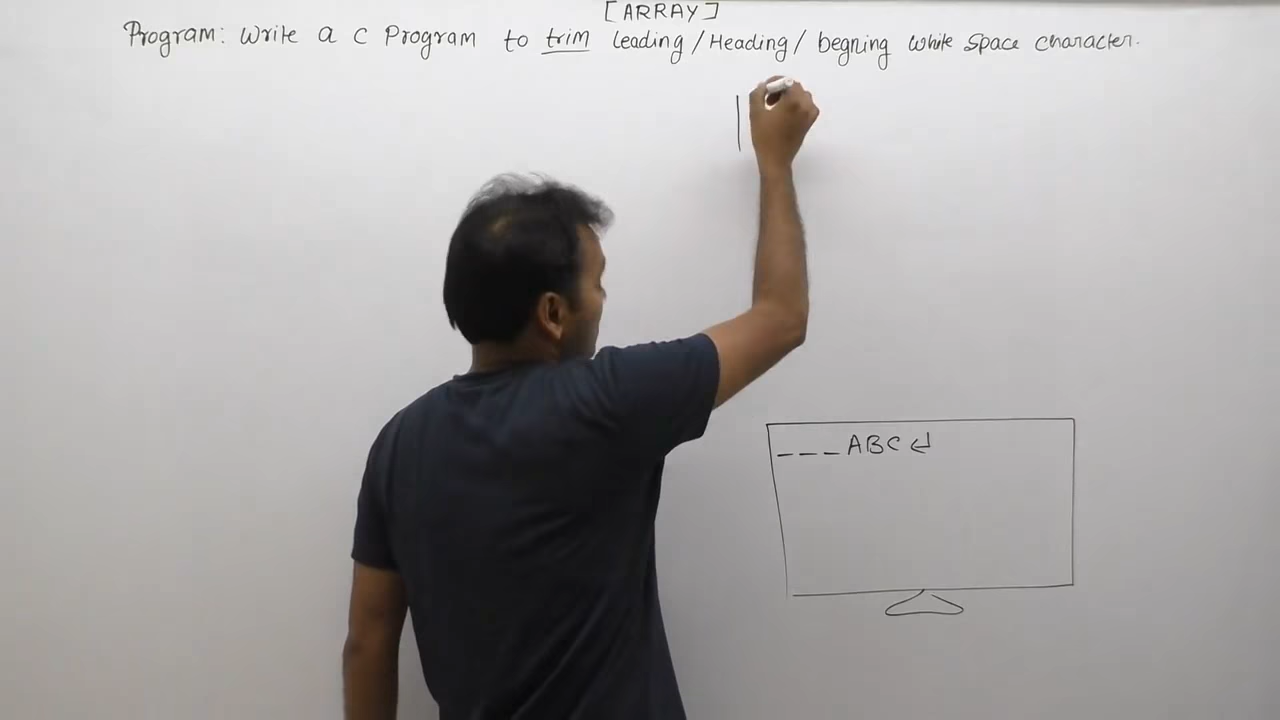 [ARRAY]
Program: Write a C Program to trim leading/Heading/begning white space character.
___ABC↵